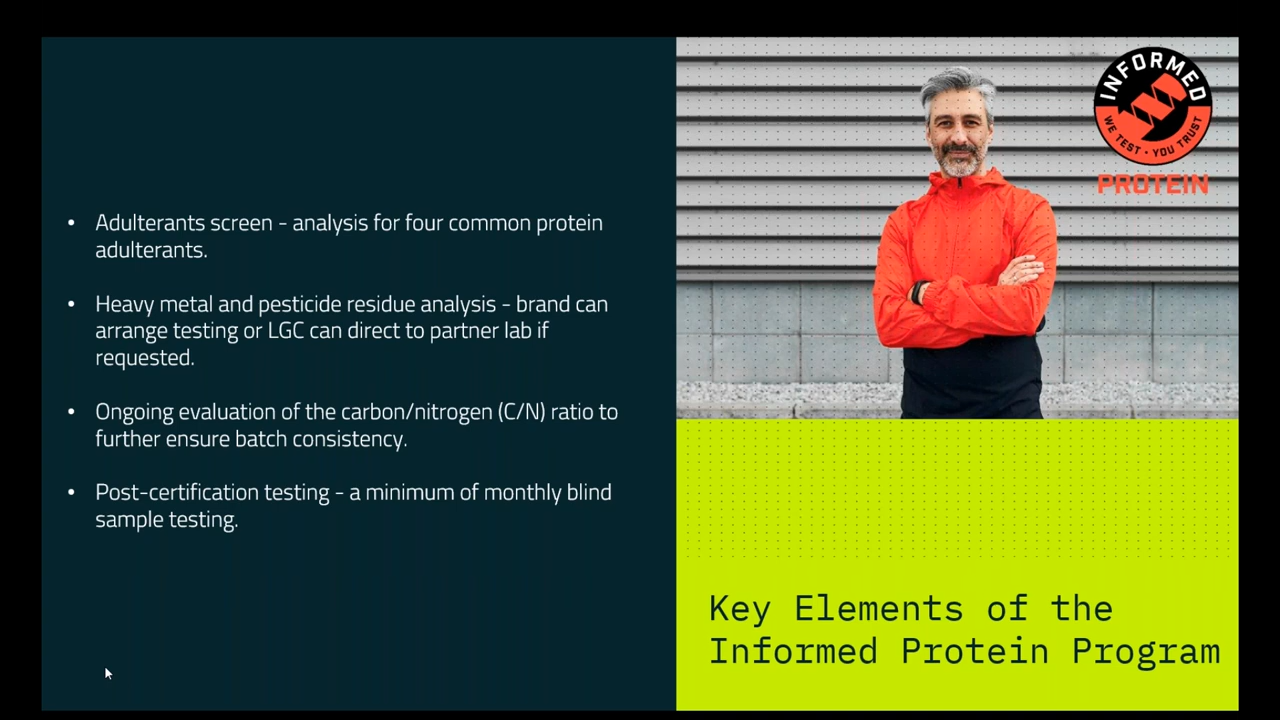 • Adulterants screen - analysis for four common protein
adulterants.
• Heavy metal and pesticide residue analysis - brand can
arrange testing or LGC can direct to partner lab if
requested.
• Ongoing evaluation of the carbon/nitrogen (C/N) ratio to
further ensure batch consistency.
• Post-certification testing - a minimum of monthly blind
sample testing.
INFORMED
WE TEST • YOU TRUST
PROTEIN
Key Elements of the
Informed Protein Program